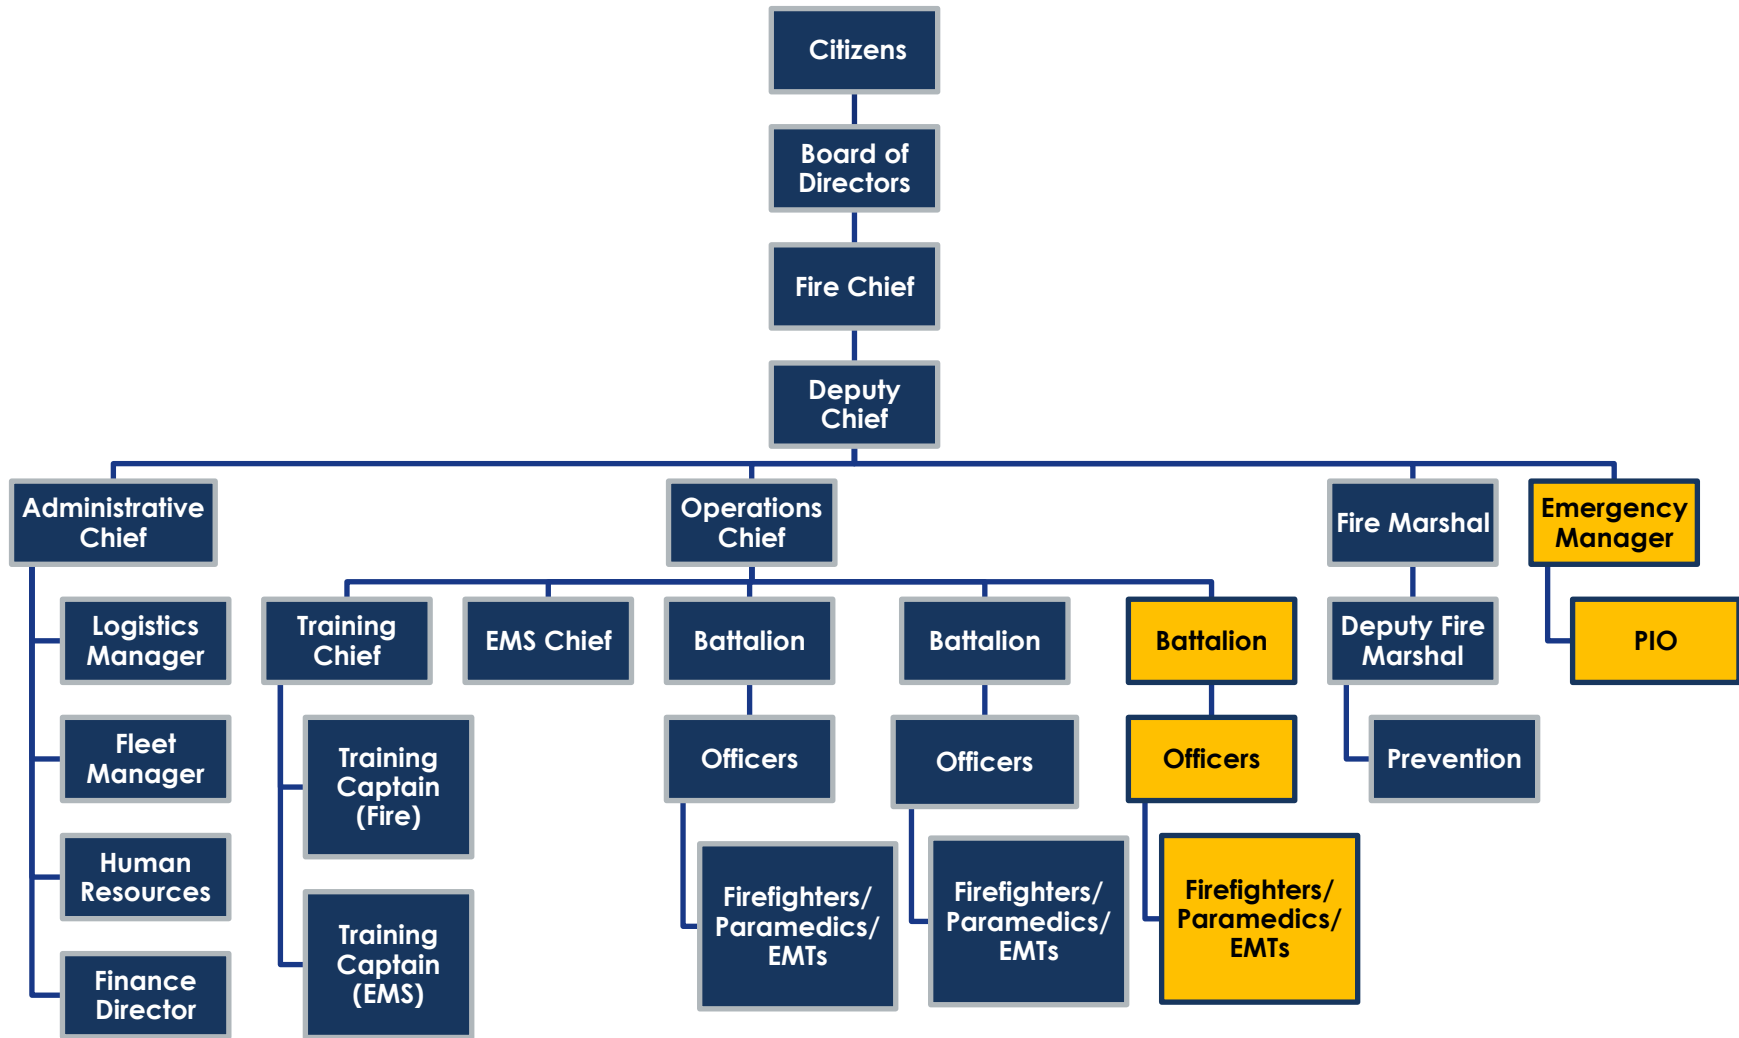 Citizens
Board of
Directors
Fire Chief
Deputy
Chief
Administrative
Chief
Operations
Chief
Fire Marshal
Emergency
Manager
Logistics
Manager
Training
Chief
EMS Chief
Battalion
Battalion
Battalion
Deputy Fire
Marshal
PIO
Fleet
Manager
Training
Captain
(Fire)
Officers
Officers
Officers
Prevention
Human
Resources
Firefighters/
Paramedics/
EMTs
Firefighters/
Paramedics/
EMTs
Firefighters/
Paramedics/
EMTs
Finance
Director
Training
Captain
(EMS)